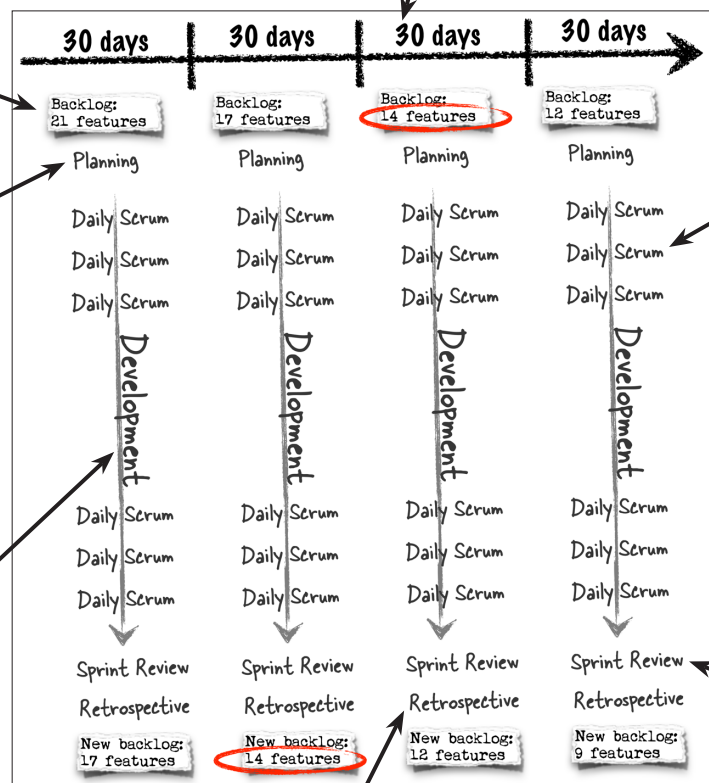 30 days 30 days 30 days 30 days
Backlog: Backlog: Backlog: Backlog:
21 features 17 features 14 features 12 features
Planning Planning Planning Planning
Daily Scrum Daily Scrum Daily Scrum Daily Scrum
Daily Scrum Daily Scrum Daily Scrum Daily Scrum
Daily Scrum Daily Scrum Daily Scrum Daily Scrum
Development Development Development Development
Daily Scrum Daily Scrum Daily Scrum Daily Scrum
Daily Scrum Daily Scrum Daily Scrum Daily Scrum
Daily Scrum Daily Scrum Daily Scrum Daily Scrum
Sprint Review Sprint Review Sprint Review Sprint Review
Retrospective Retrospective Retrospective Retrospective
New backlog: New backlog: New backlog: New backlog:
17 features 14 features 12 features 9 features